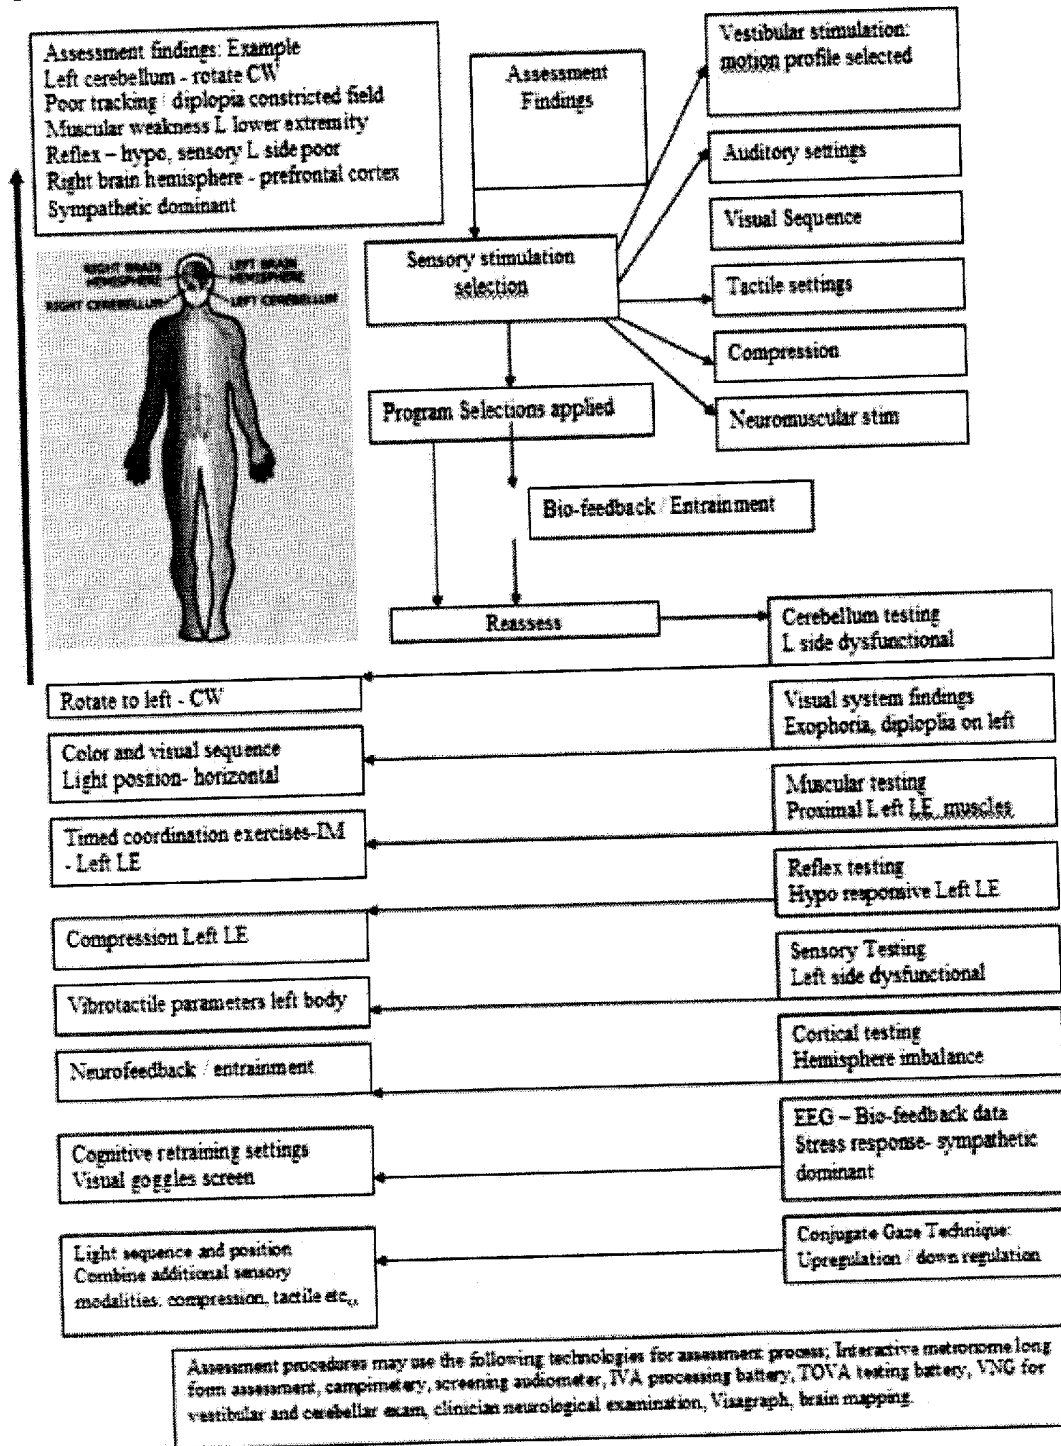 Assessment findings: Example
Left cerebellum - rotate CW
Poor tracking / diplopia constricted field
Muscular weakness L lower extremity
Reflex – hypo, sensory L side poor
Right brain hemisphere - prefrontal cortex
Sympathetic dominant
Assessment
Findings
Vestibular stimulation:
motion profile selected
Auditory settings
Visual Sequence
Tactile settings
Compression
Neuromuscular stim
Sensory stimulation
selection
RIGHT BRAIN
HEMISPHERE
LEFT BRAIN
HEMISPHERE
RIGHT CEREBELLUM
LEFT CEREBELLUM
Program Selections applied
Bio-feedback / Entrainment
Reassess
Cerebellum testing
L side dysfunctional
Rotate to left - CW
Visual system findings
Exophoria, diploplia on left
Color and visual sequence
Light position- horizontal
Muscular testing
Proximal Left LE muscles
Timed coordination exercises-IM
- Left LE
Reflex testing
Hypo responsive Left LE
Compression Left LE
Sensory Testing
Left side dysfunctional
Vibrotactile parameters left body
Cortical testing
Hemisphere imbalance
Neurofeedback / entrainment
EEG – Bio-feedback data
Stress response- sympathetic
dominant
Cognitive retraining settings
Visual goggles screen
Conjugate Gaze Technique:
Upregulation / down regulation
Light sequence and position
Combine additional sensory
modalities: compression, tactile etc,.
Assessment procedures may use the following technologies for assessment process; Interactive metronome long
form assessment, campimetery, screening audiometer, IVA processing battery, TOVA testing battery, VNG for
vestibular and cerebellar exam, clinician neurological examination, Visagraph, brain mapping.